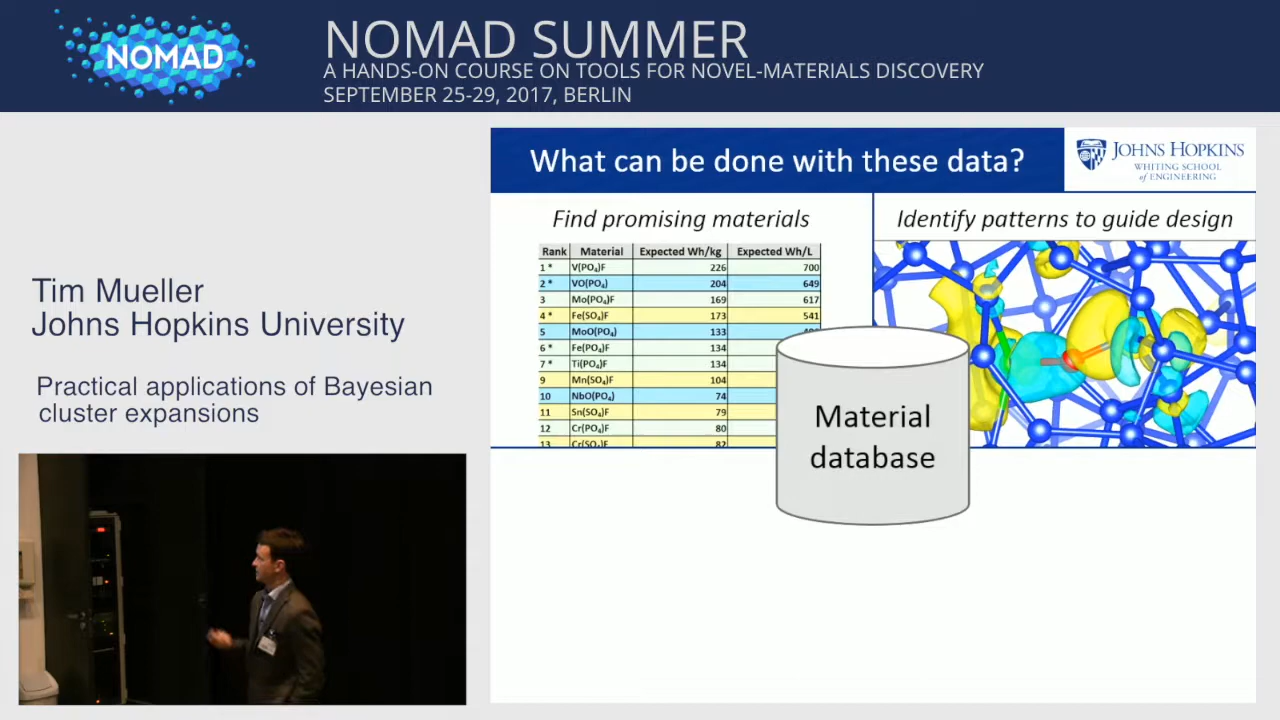 NOMAD
NOMAD SUMMER
A HANDS-ON COURSE ON TOOLS FOR NOVEL-MATERIALS DISCOVERY
SEPTEMBER 25-29, 2017, BERLIN
Tim Mueller
Johns Hopkins University
Practical applications of Bayesian
cluster expansions
What can be done with these data?
JOHNS HOPKINS
WHITING SCHOOL
of ENGINEERING
Find promising materials
Rank Material Expected Wh/kg Expected Wh/L
1 * V(PO₄)F 226 700
2 * VO(PO₄) 204 649
3 Mo(PO₄)F 169 617
4 * Fe(SO₄)F 173 541
5 MoO(PO₄) 133
6 * Fe(PO₄)F 134
7 * Ti(PO₄)F 134
9 Mn(SO₄)F 104
10 NbO(PO₄) 74
11 Sn(SO₄)F 79
12 Cr(PO₄)F 80
13 Cr(SO₄)F 82
Identify patterns to guide design
Material
database